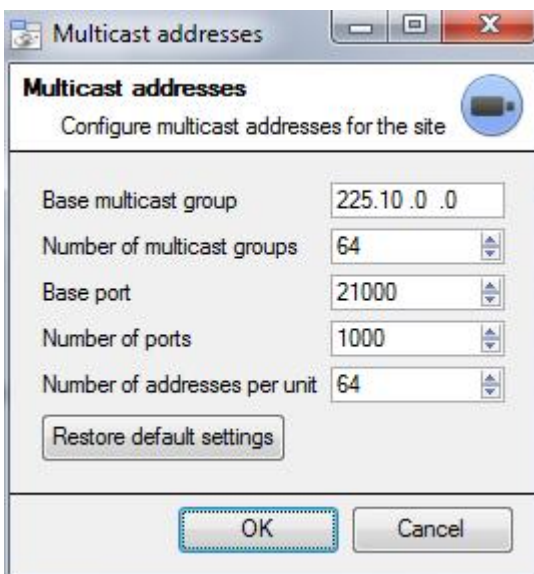 Multicast addresses
Multicast addresses
Configure multicast addresses for the site
Base multicast group 225.10 .0 .0
Number of multicast groups 64
Base port 21000
Number of ports 1000
Number of addresses per unit 64
Restore default settings
OK Cancel